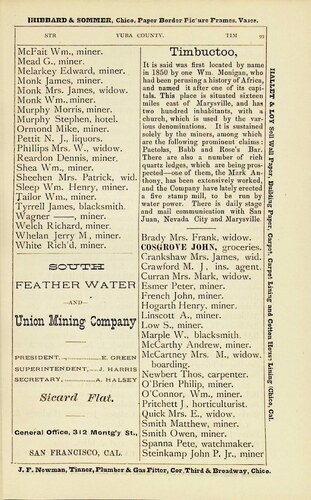 HIBBARD & SOMMER, Chico, Paper Border Picture Frames, Vases.
STR
YUBA COUNTY.
TIM
McFait Wm., miner.
Mead G., miner.
Melarkey Edward, miner.
Monk James, miner.
Monk Mrs. James, widow.
Monk Wm., miner.
Murphy Morris, miner.
Murphy Stephen, hotel.
Ormond Mike, miner.
Pettit N. J., liquors.
Phillips Mrs. W., widow.
Reardon Dennis, miner.
Shea Wm., miner.
Sheehen Mrs. Patrick, wid.
Sleep Wm. Henry, miner.
Tailor Wm., miner.
Tyrrell James, blacksmith.
Wagner ——, miner.
Welch Richard, miner.
Whelan Jerry M, miner.
White Rich'd, miner.
SOUTH
FEATHER WATER
—AND—
Union Mining Company
PRESIDENT, E. GREEN
SUPERINTENDENT, J. HARRIS
SECRETARY, A. HALSEY
Sicard Flat.
General Office, 312 Montg'y St.,
SAN FRANCISCO, CAL.
Timbuctoo,
It is said was first located by name
in 1850 by one Wm. Monigan, who
had been perusing a history of Africa,
and named it after one of its capi-
tals. This place is situated sixteen
miles east of Marysville, and has
two hundred inhabitants, with a
church, which is used by the var-
ious denominations. It is sustained
solely by the miners, among which
are the following prominent claims:
Pactolas, Babb and Rose's Bar.
There are also a number of rich
quartz ledges, which are being pros-
pected—one of them, the Mark An-
thony, has been extensively worked,
and the Company have lately erected
a five stamp mill, to be run by
water power. There is daily stage
and mail communication with San
Juan, Nevada City and Marysville
Brady Mrs. Frank, widow.
COSGROVE JOHN, groceries.
Crankshaw Mrs. James, wid.
Crawford M. J., ins. agent.
Curran Mrs. Mark, widow.
Esmer Peter, miner.
French John, miner.
Hogarth Henry, miner.
Linscott A., miner.
Low S., miner.
Marple W., blacksmith.
McCarthy Andrew, miner.
McCartney Mrs. M., widow,
boarding.
Newbert Thos, carpenter.
O'Brien Philip, miner.
O'Connor, Wm., miner.
Pritchett J., horticulturist.
Quick Mrs. E., widow.
Smith Matthew, miner.
Smith Owen, miner.
Spanna Pete, watchmaker.
Steinkamp John P., miner
HALLET & LOY Sell Wall Paper, Building Paper, Carpet, Carpet Lining and Cotton House Lining, Chico, Cal.
J. F. Newman, Tinner, Plumber & Gas Fitter, Cor. Third & Broadway, Chico.